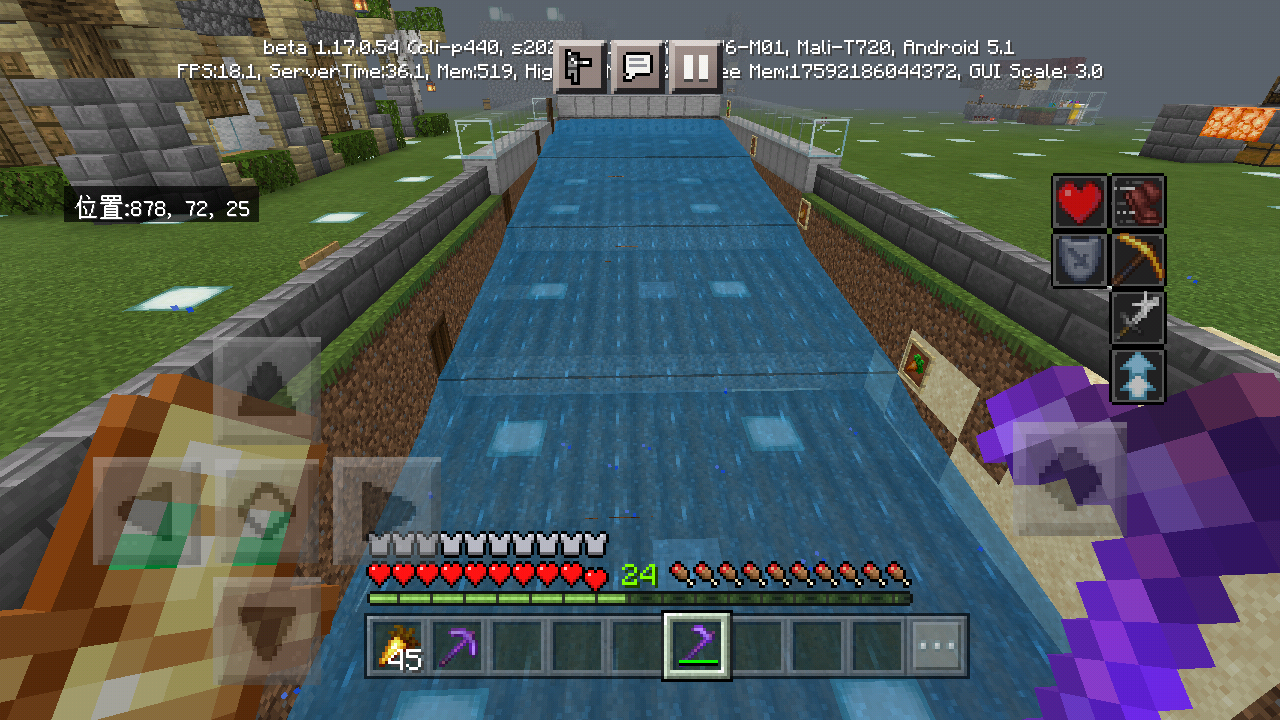 beta 1.17.0.54 Coli-p440, s202 6-M01, Mali-T720, Android 5.1
FPS:18.1, ServerTime:36.1, Mem:519, Hig ee Mem:17592186044372, GUI Scale: 3.0
位置:878, 72, 25
24
45